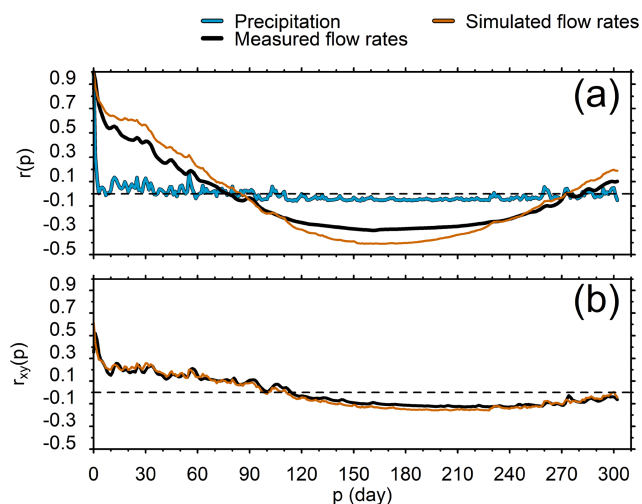 Precipitation
Simulated flow rates
Measured flow rates
(a)
r(p)
0.9
0.7
0.5
0.3
0.1
-0.1
-0.3
-0.5
(b)
rxy(p)
0.9
0.7
0.5
0.3
0.1
-0.1
-0.3
-0.5
0 30 60 90 120 150 180 210 240 270 300
p (day)